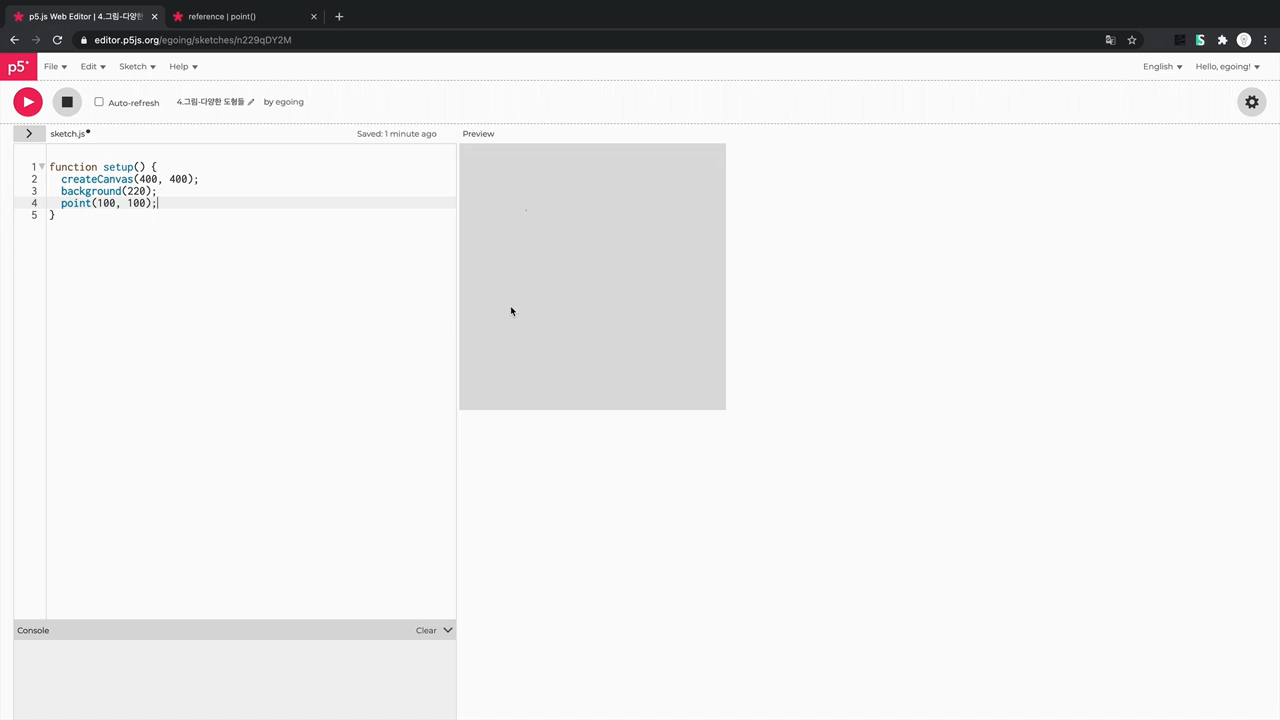 p5.js Web Editor | 4.그림-다양한
reference | point()
editor.p5js.org/egoing/sketches/n229qDY2M
p5*
File
Edit
Sketch
Help
English
Hello, egoing!
Auto-refresh
4.그림-다양한 도형들
by egoing
sketch.js
Saved: 1 minute ago
Preview
1 function setup() {
2 createCanvas(400, 400);
3 background(220);
4 point(100, 100);
5 }
Console
Clear